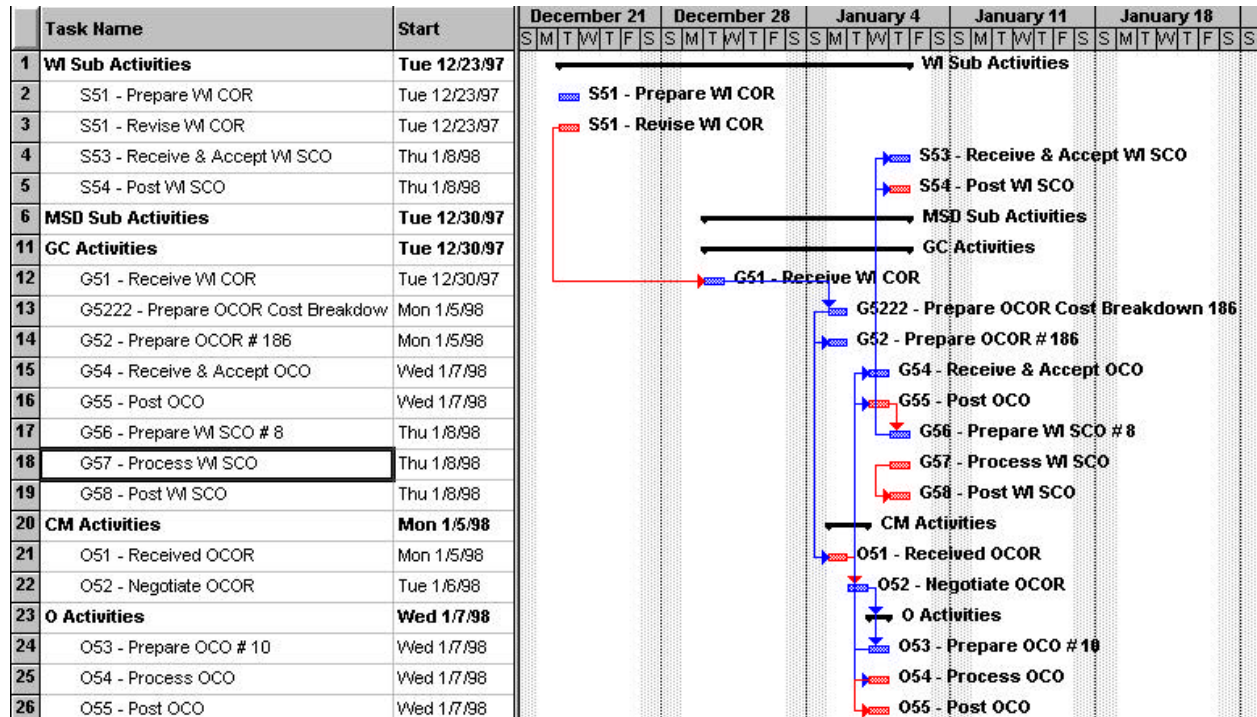 Task Name Start December 21 December 28 January 4 January 11 January 18
S M T W T F S S M T W T F S S M T W T F S S M T W T F S S M T W T F S S
1 WI Sub Activities Tue 12/23/97 WI Sub Activities
2 S51 - Prepare WI COR Tue 12/23/97 S51 - Prepare WI COR
3 S51 - Revise WI COR Tue 12/23/97 S51 - Revise WI COR
4 S53 - Receive & Accept WI SCO Thu 1/8/98 S53 - Receive & Accept WI SCO
5 S54 - Post WI SCO Thu 1/8/98 S54 - Post WI SCO
6 MSD Sub Activities Tue 12/30/97 MSD Sub Activities
11 GC Activities Tue 12/30/97 GC Activities
12 G51 - Receive WI COR Tue 12/30/97 G51 - Receive WI COR
13 G5222 - Prepare OCOR Cost Breakdow Mon 1/5/98 G5222 - Prepare OCOR Cost Breakdown 186
14 G52 - Prepare OCOR # 186 Mon 1/5/98 G52 - Prepare OCOR # 186
15 G54 - Receive & Accept OCO Wed 1/7/98 G54 - Receive & Accept OCO
16 G55 - Post OCO Wed 1/7/98 G55 - Post OCO
17 G56 - Prepare WI SCO # 8 Thu 1/8/98 G56 - Prepare WI SCO # 8
18 G57 - Process WI SCO Thu 1/8/98 G57 - Process WI SCO
19 G58 - Post WI SCO Thu 1/8/98 G58 - Post WI SCO
20 CM Activities Mon 1/5/98 CM Activities
21 O51 - Received OCOR Mon 1/5/98 O51 - Received OCOR
22 O52 - Negotiate OCOR Tue 1/6/98 O52 - Negotiate OCOR
23 O Activities Wed 1/7/98 O Activities
24 O53 - Prepare OCO # 10 Wed 1/7/98 O53 - Prepare OCO # 10
25 O54 - Process OCO Wed 1/7/98 O54 - Process OCO
26 O55 - Post OCO Wed 1/7/98 O55 - Post OCO